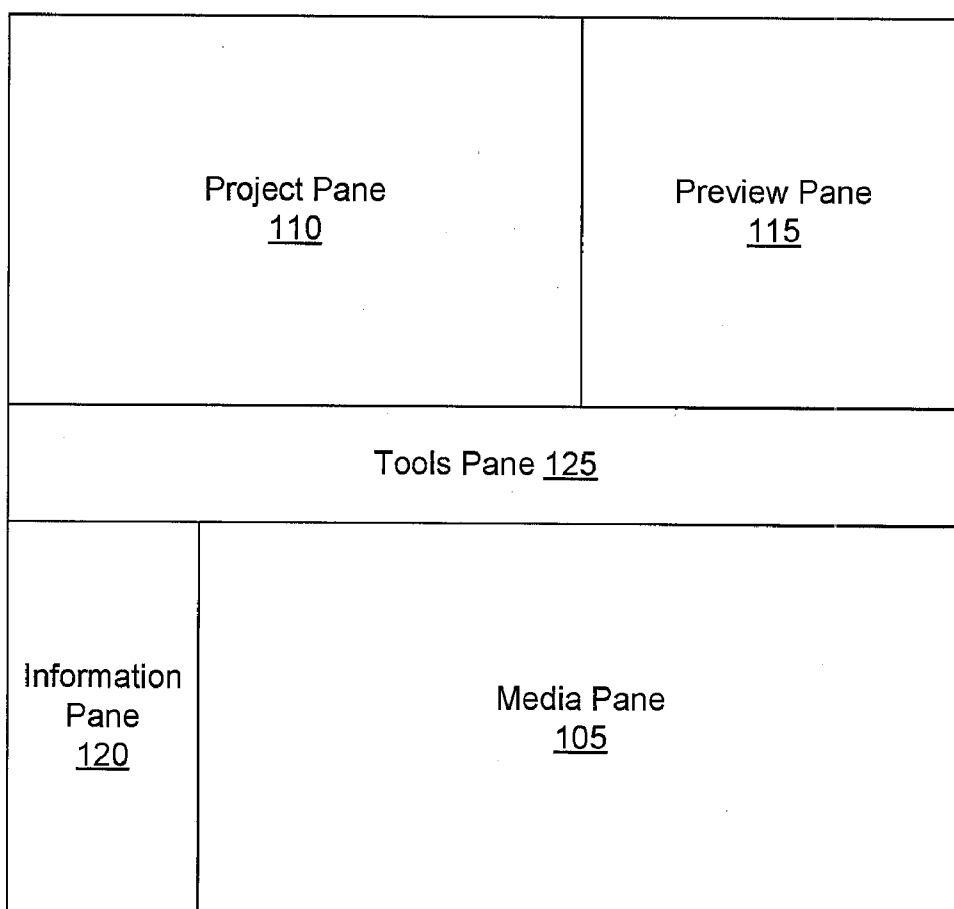 Project Pane
110
Preview Pane
115
Tools Pane 125
Information
Pane
120
Media Pane
105